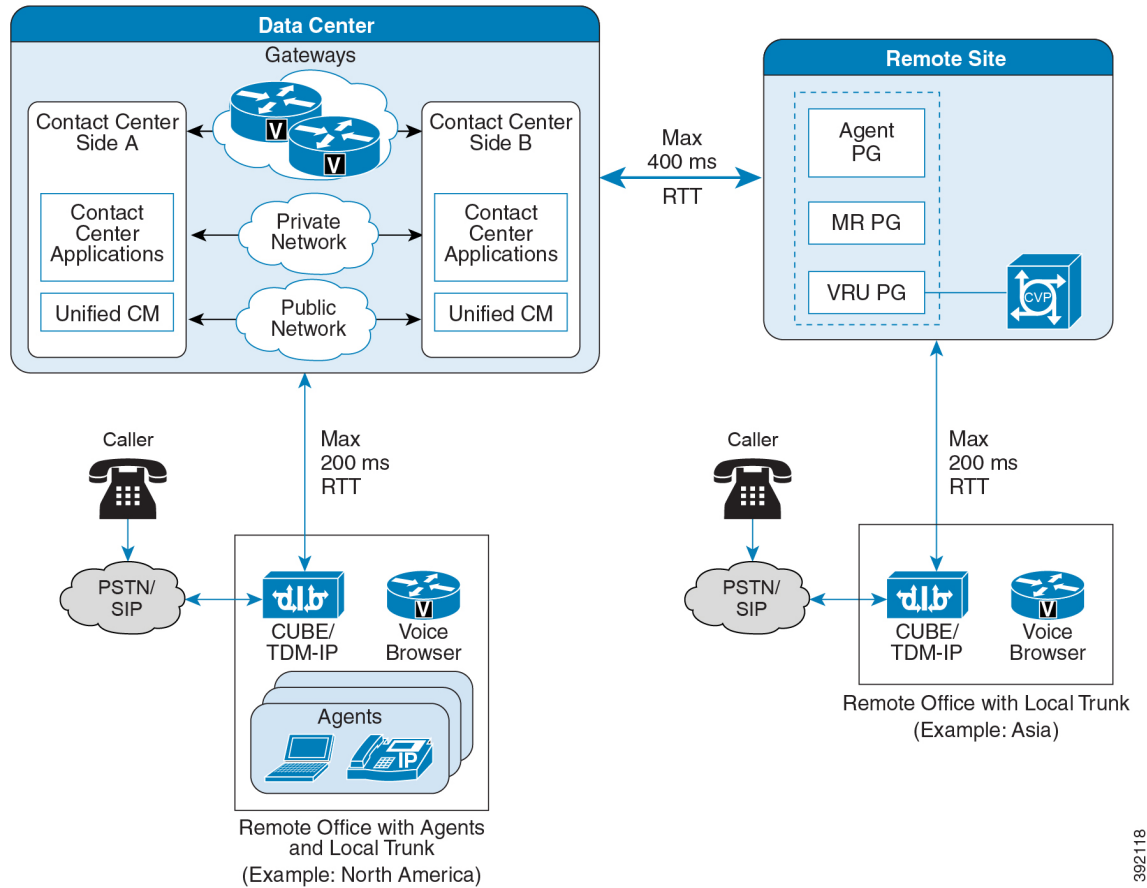 Data Center
Gateways
V
V
Contact Center
Side A
Contact
Center
Applications
Unified CM
Private
Network
Public
Network
Contact Center
Side B
Contact
Center
Applications
Unified CM
Max
400 ms
RTT
Remote Site
Agent
PG
MR PG
VRU PG
CVP
Max
200 ms
RTT
Caller
PSTN/
SIP
CUBE/
TDM-IP
V
Voice
Browser
Agents
IP
Remote Office with Agents
and Local Trunk
(Example: North America)
Max
200 ms
RTT
Caller
PSTN/
SIP
CUBE/
TDM-IP
V
Voice
Browser
Remote Office with Local Trunk
(Example: Asia)
392118